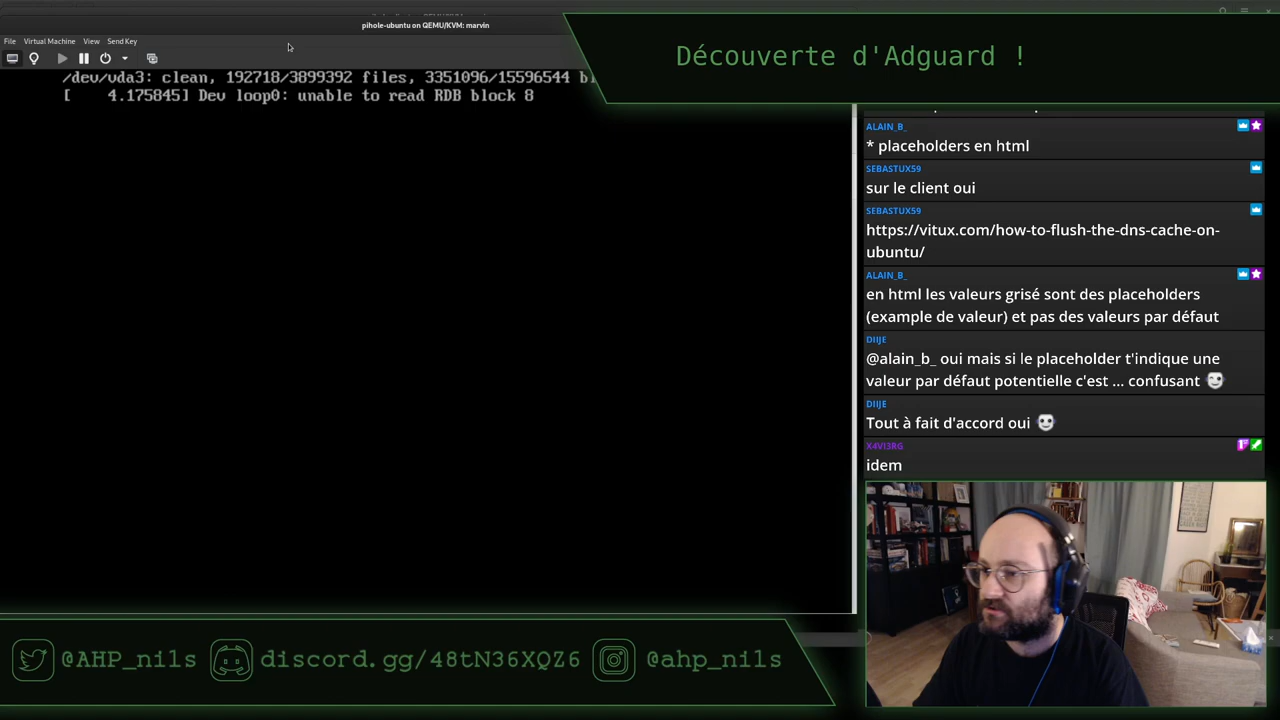 pihole-ubuntu on QEMU/KVM: marvin
File Virtual Machine View Send Key
/dev/vda3: clean, 192718/3899392 files, 3351096/15596544
[ 4.175845] Dev loop0: unable to read RDB block 8
Découverte d'Adguard !
ALAIN_B_
* placeholders en html
SEBASTUX59
sur le client oui
SEBASTUX59
https://vitux.com/how-to-flush-the-dns-cache-on-
ubuntu/
ALAIN_B_
en html les valeurs grisé sont des placeholders
(example de valeur) et pas des valeurs par défaut
DIIJE
@alain_b_ oui mais si le placeholder t'indique une
valeur par défaut potentielle c'est ... confusant
DIIJE
Tout à fait d'accord oui
X4VI3RG
idem
@AHP_nils discord.gg/48tN36XQZ6 @ahp_nils